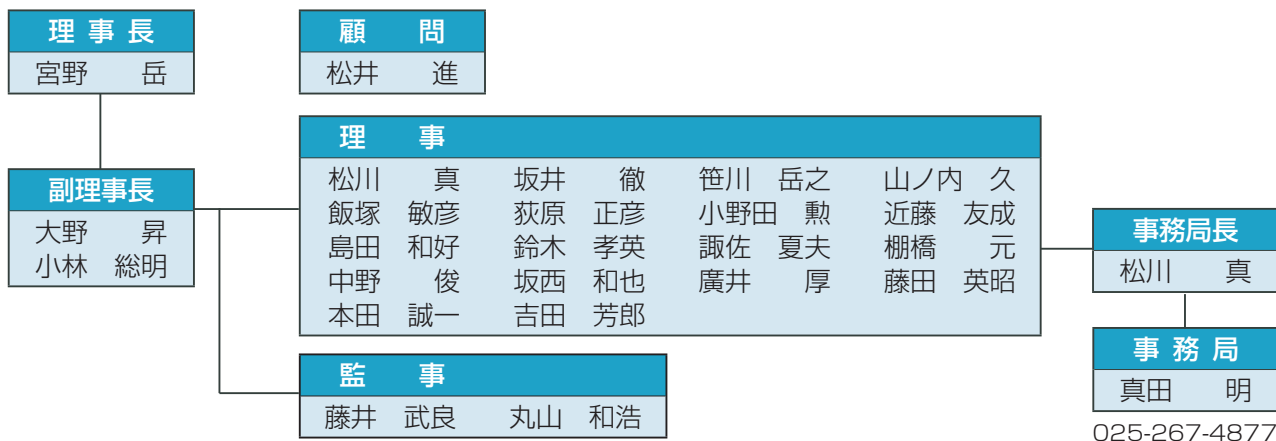 理事長
宮野 岳
顧 問
松井 進
副理事長
大野 昇
小林 総明
理 事
松川 真 坂井 徹 笹川 岳之 山ノ内 久
飯塚 敏彦 荻原 正彦 小野田 勲 近藤 友成
島田 和好 鈴木 孝英 諏佐 夏夫 棚橋 元
中野 俊 坂西 和也 廣井 厚 藤田 英昭
本田 誠一 吉田 芳郎
監 事
藤井 武良 丸山 和浩
事務局長
松川 真
事務局
真田 明
025-267-4877